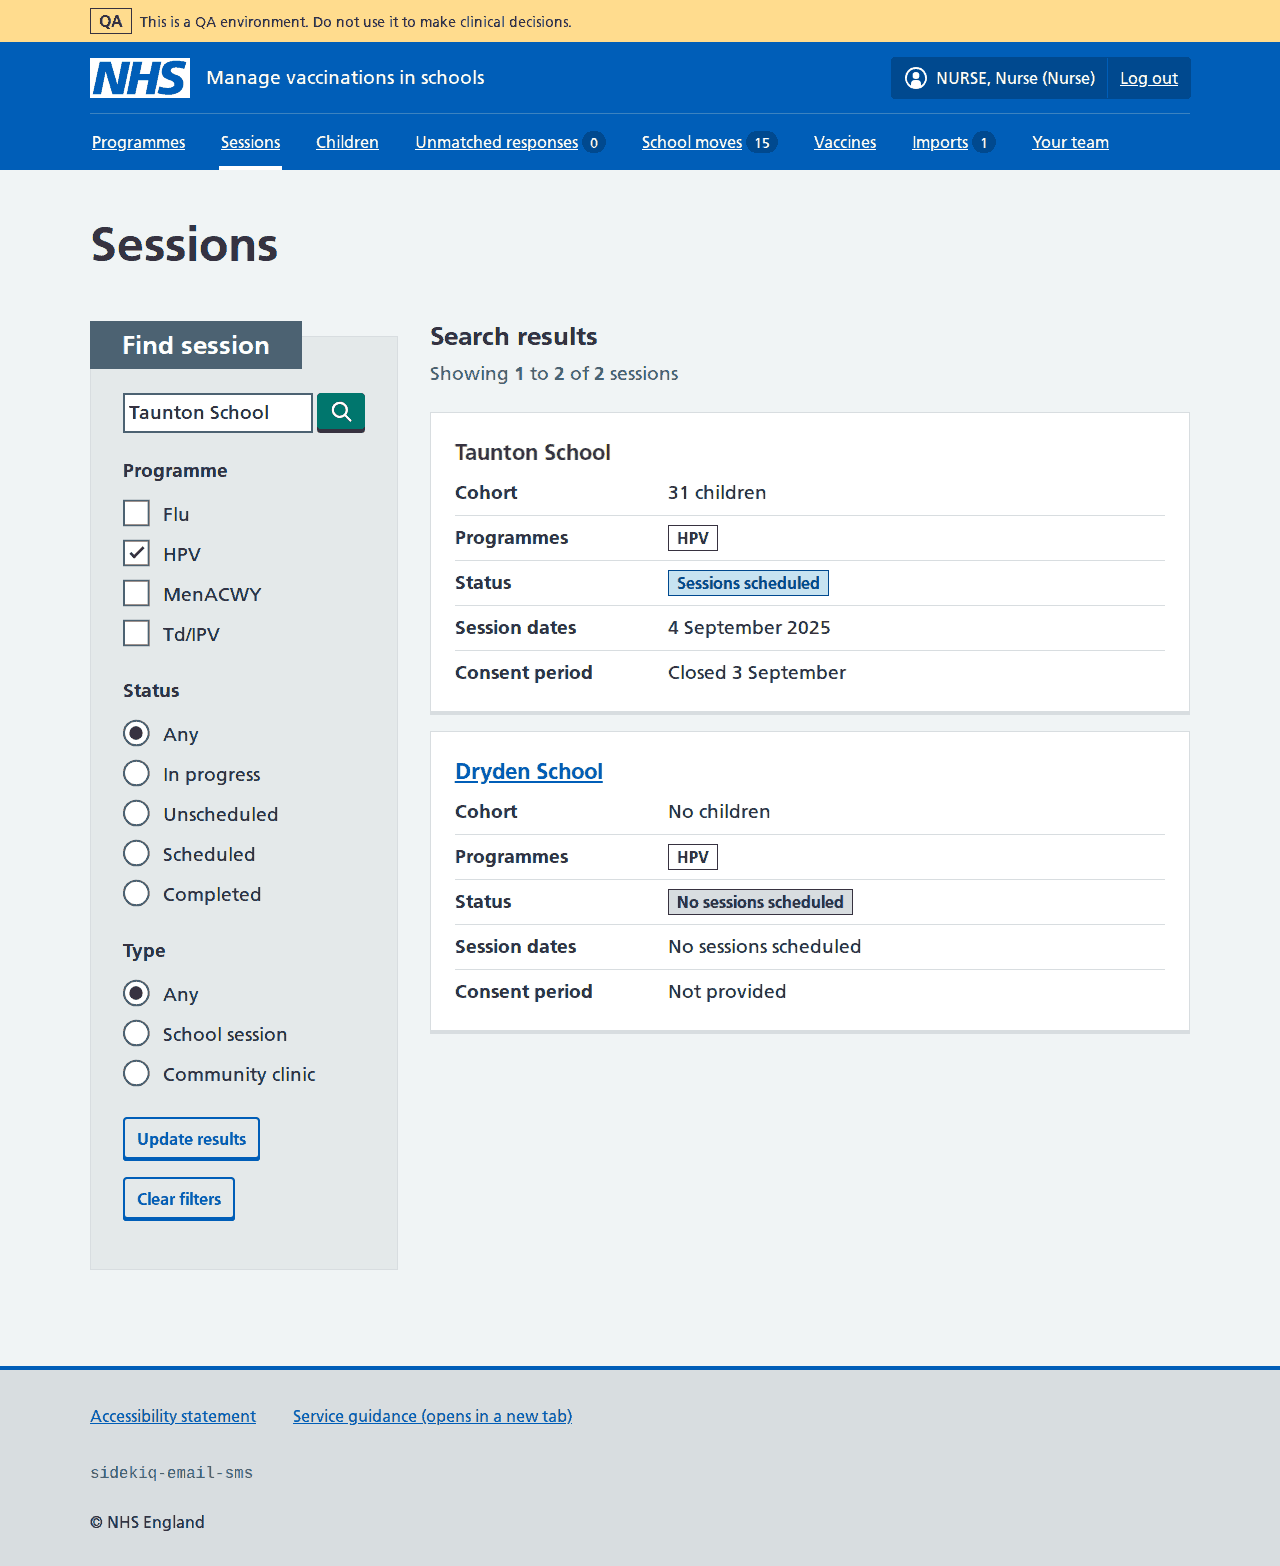 QA This is a QA environment. Do not use it to make clinical decisions.
NHS Manage vaccinations in schools NURSE, Nurse (Nurse) Log out
Programmes Sessions Children Unmatched responses 0 School moves 15 Vaccines Imports 1 Your team
Sessions
Find session
Taunton School
Programme
Flu
HPV
MenACWY
Td/IPV
Status
Any
In progress
Unscheduled
Scheduled
Completed
Type
Any
School session
Community clinic
Update results
Clear filters
Search results
Showing 1 to 2 of 2 sessions
Taunton School
Cohort 31 children
Programmes HPV
Status Sessions scheduled
Session dates 4 September 2025
Consent period Closed 3 September
Dryden School
Cohort No children
Programmes HPV
Status No sessions scheduled
Session dates No sessions scheduled
Consent period Not provided
Accessibility statement Service guidance (opens in a new tab)
sidekiq-email-sms
© NHS England